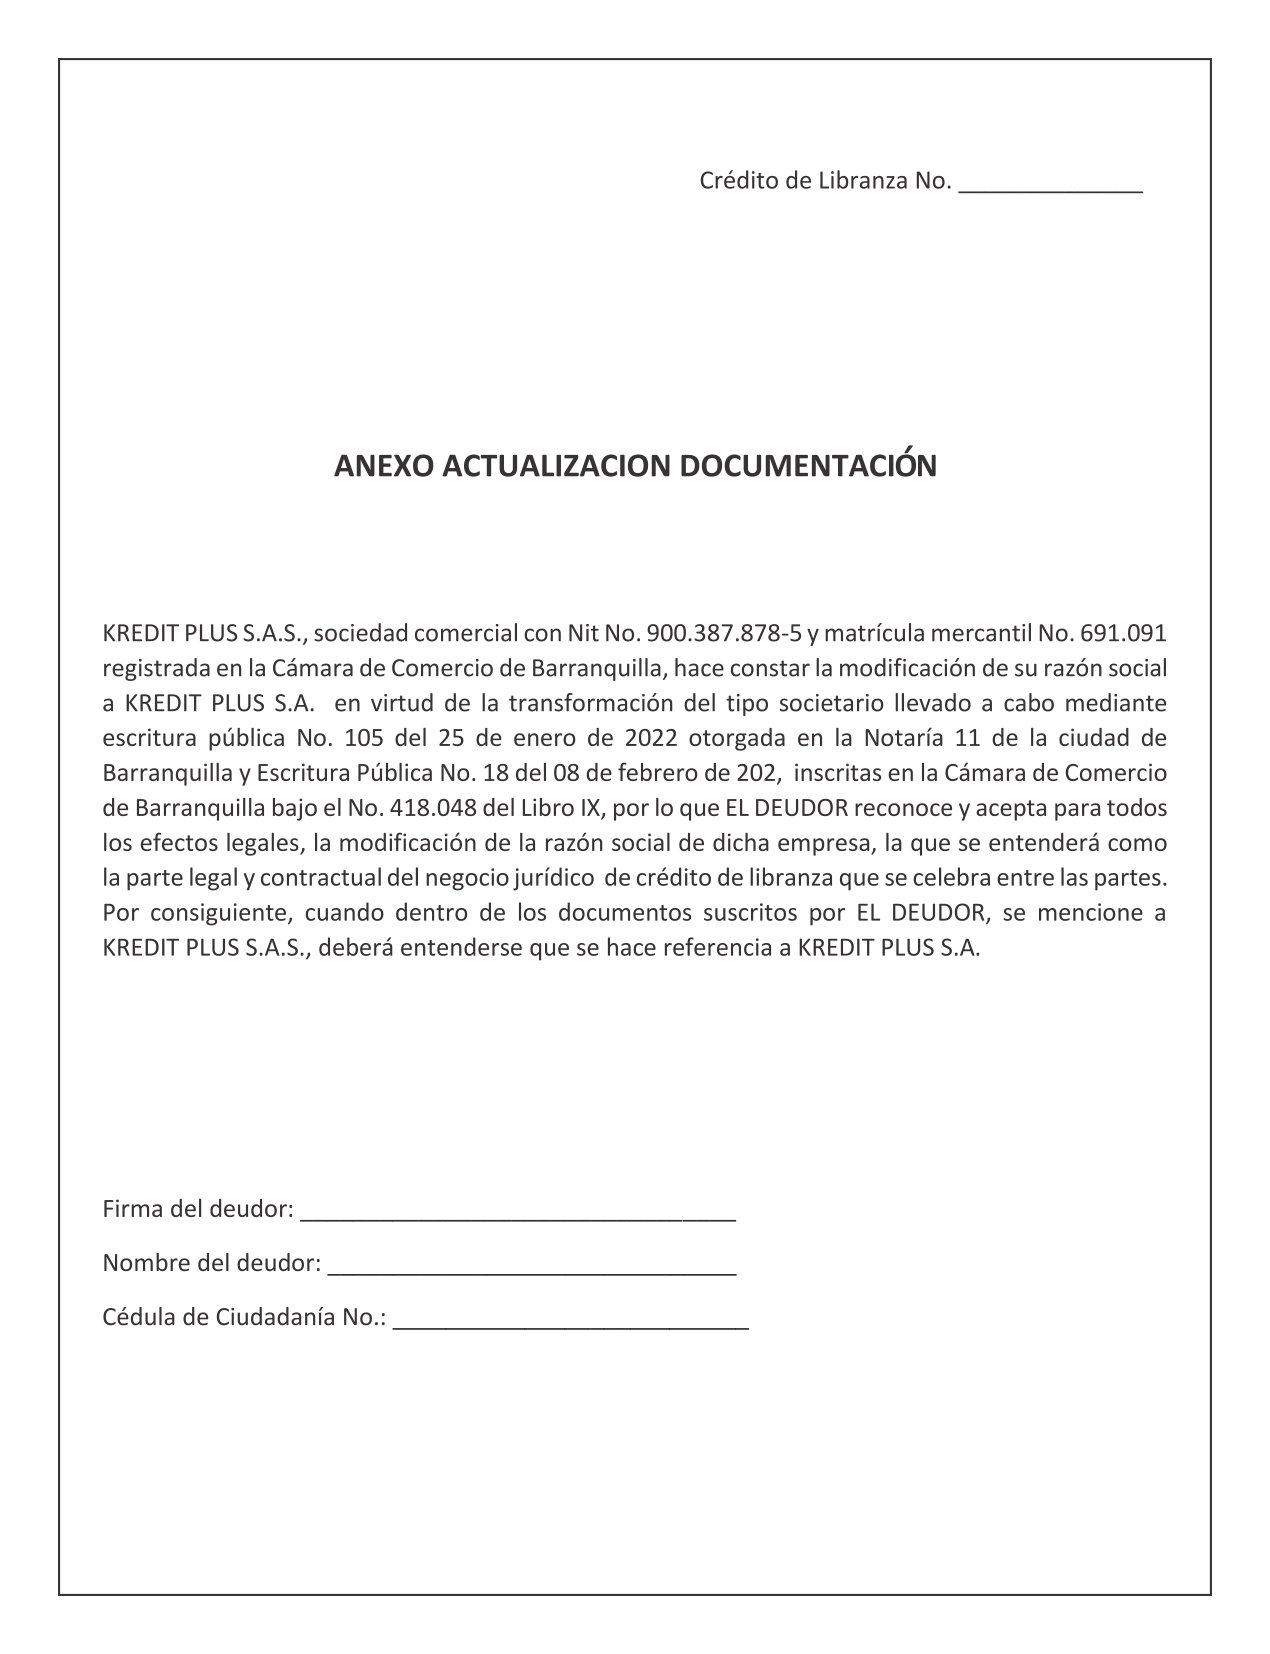 Crédito de Libranza No. ______________
ANEXO ACTUALIZACION DOCUMENTACIÓN
KREDIT PLUS S.A.S., sociedad comercial con Nit No. 900.387.878-5 y matrícula mercantil No. 691.091
registrada en la Cámara de Comercio de Barranquilla, hace constar la modificación de su razón social
a KREDIT PLUS S.A.  en virtud de la transformación del tipo societario llevado a cabo mediante
escritura pública No. 105 del 25 de enero de 2022 otorgada en la Notaría 11 de la ciudad de
Barranquilla y Escritura Pública No. 18 del 08 de febrero de 202,  inscritas en la Cámara de Comercio
de Barranquilla bajo el No. 418.048 del Libro IX, por lo que EL DEUDOR reconoce y acepta para todos
los efectos legales, la modificación de la razón social de dicha empresa, la que se entenderá como
la parte legal y contractual del negocio jurídico  de crédito de libranza que se celebra entre las partes.
Por consiguiente, cuando dentro de los documentos suscritos por EL DEUDOR, se mencione a
KREDIT PLUS S.A.S., deberá entenderse que se hace referencia a KREDIT PLUS S.A.
Firma del deudor: _________________________________
Nombre del deudor: _______________________________
Cédula de Ciudadanía No.: ___________________________